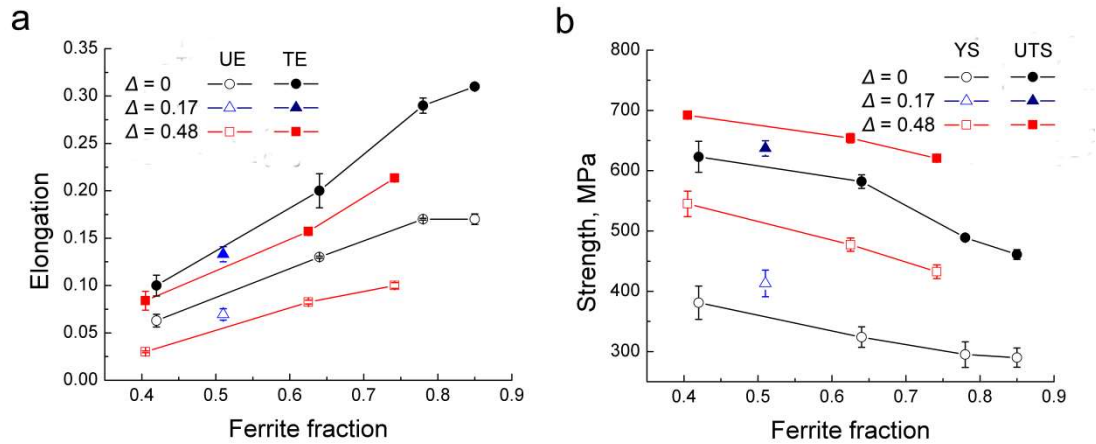 a
UE TE
Δ = 0
Δ = 0.17
Δ = 0.48
0.35
0.30
0.25
0.20
0.15
0.10
0.05
0.00
Elongation
0.4 0.5 0.6 0.7 0.8 0.9
Ferrite fraction
b
YS UTS
Δ = 0
Δ = 0.17
Δ = 0.48
800
700
600
500
400
300
Strength, MPa
0.4 0.5 0.6 0.7 0.8 0.9
Ferrite fraction